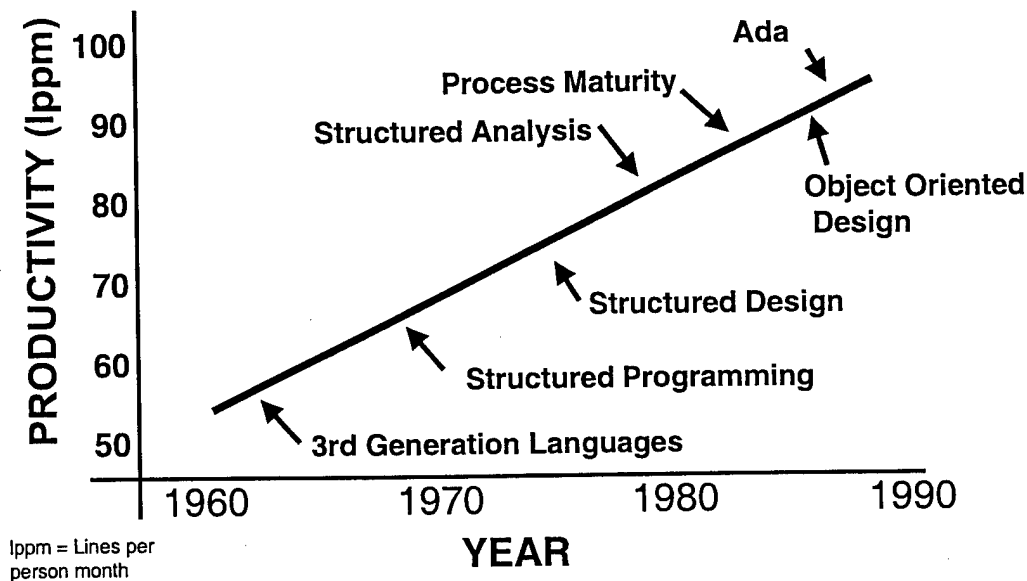 PRODUCTIVITY (lppm)
100
90
80
70
60
50
Ada
Process Maturity
Structured Analysis
Object Oriented
Design
Structured Design
Structured Programming
3rd Generation Languages
1960 1970 1980 1990
YEAR
lppm = Lines per
person month